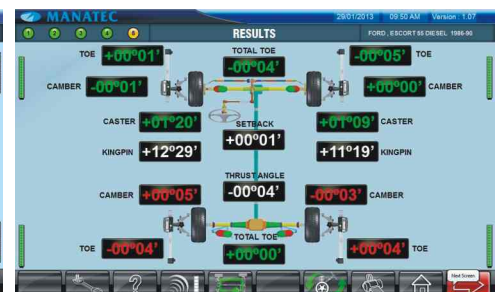 MANATEC
29/01/2013 09:50 AM Version : 1.07
1 2 3 4 5
RESULTS
FORD , ESCORT 55 DIESEL 1986-90
TOE +00º01’
TOTAL TOE
-00º04’
-00º05’ TOE
CAMBER -00º01’
+00º00’ CAMBER
CASTER +01º20’
SETBACK
+00º01’
+01º09’ CASTER
KINGPIN +12º29’
+11º19’ KINGPIN
THRUST ANGLE
-00º04’
CAMBER +00º05’
-00º03’ CAMBER
TOE -00º04’
TOTAL TOE
+00º00’
+00º04’ TOE
Next Screen